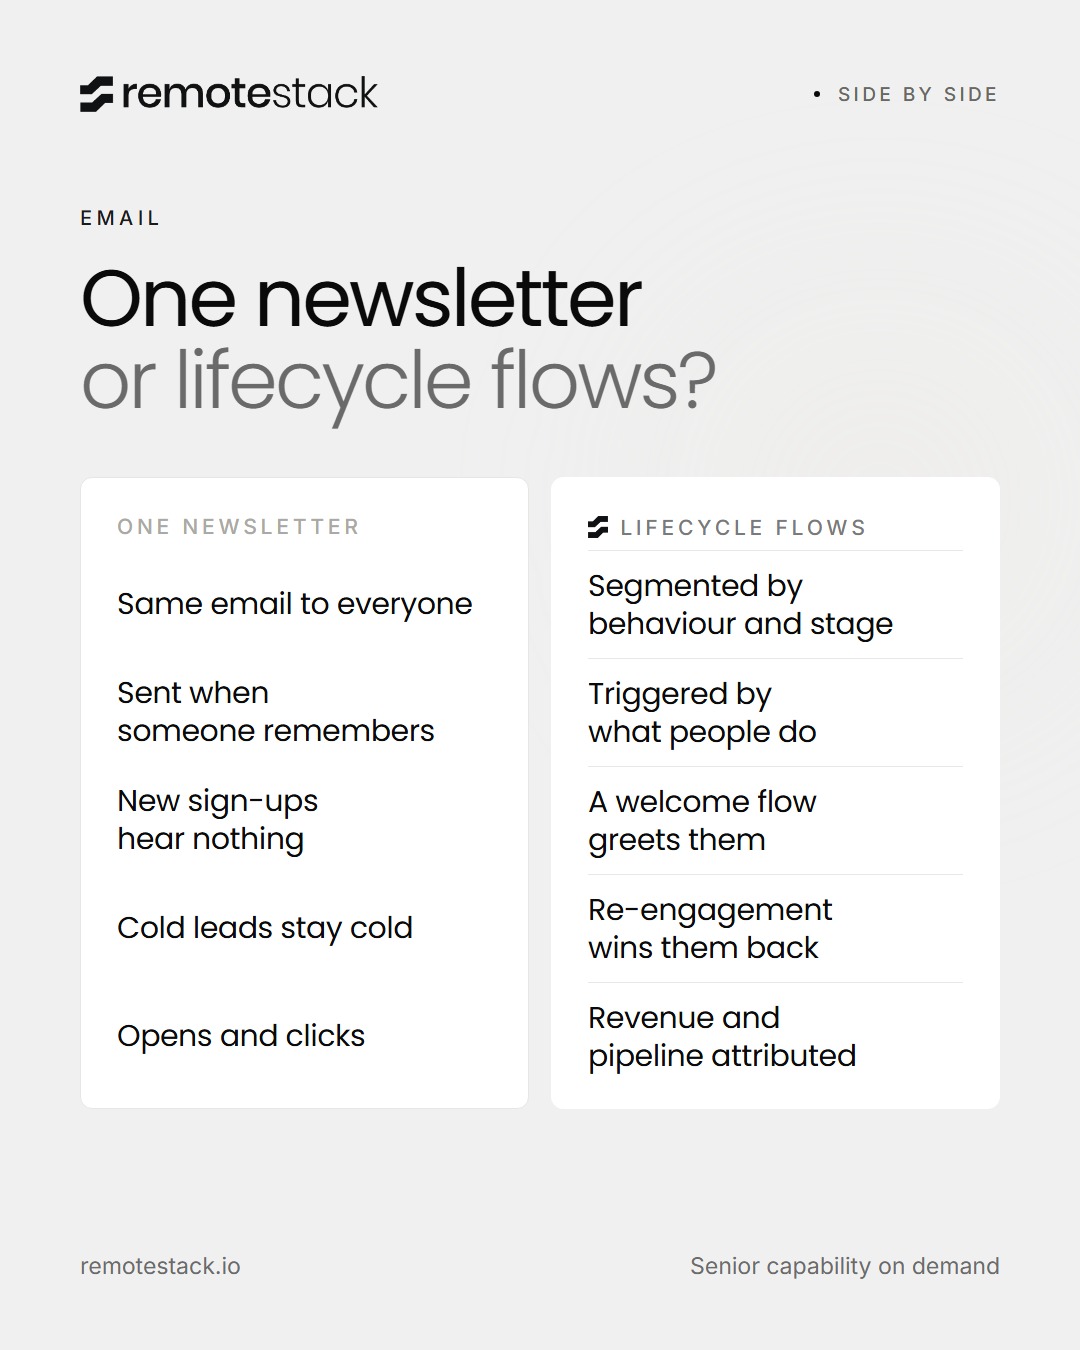 remotestack
SIDE BY SIDE
EMAIL
One newsletter
or lifecycle flows?
ONE NEWSLETTER
Same email to everyone
Sent when
someone remembers
New sign-ups
hear nothing
Cold leads stay cold
Opens and clicks
LIFECYCLE FLOWS
Segmented by
behaviour and stage
Triggered by
what people do
A welcome flow
greets them
Re-engagement
wins them back
Revenue and
pipeline attributed
remotestack.io
Senior capability on demand